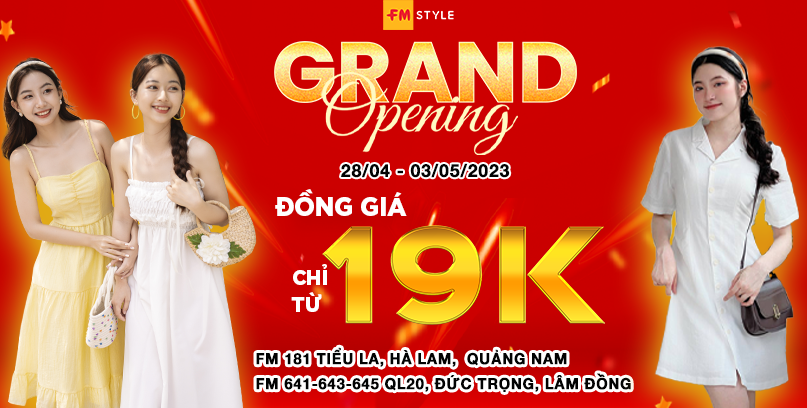 FM STYLE
GRAND
Opening
28/04 - 03/05/2023
ĐỒNG GIÁ
CHỈ TỪ
19K
FM 181 TIỂU LA, HÀ LAM, QUẢNG NAM
FM 641-643-645 QL20, ĐỨC TRỌNG, LÂM ĐỒNG